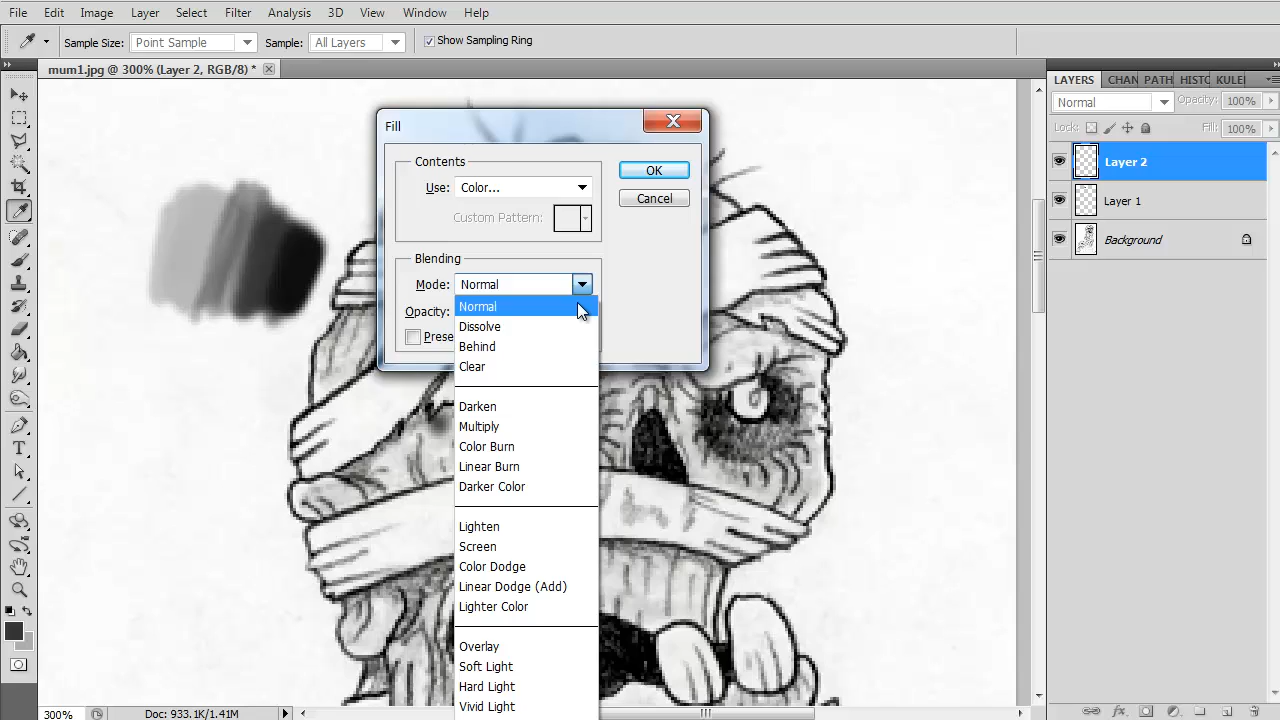 File Edit Image Layer Select Filter Analysis 3D View Window Help
Sample Size: Point Sample Sample: All Layers Show Sampling Ring
mum1.jpg @ 300% (Layer 2, RGB/8) *
LAYERS CHAN PATH HISTO KULEI
Normal Opacity: 100%
Lock: Fill: 100%
Layer 2
Layer 1
Background
Fill
Contents
Use: Color...
Custom Pattern:
OK
Cancel
Blending
Mode: Normal
Opacity:
Prese
Normal
Dissolve
Behind
Clear
Darken
Multiply
Color Burn
Linear Burn
Darker Color
Lighten
Screen
Color Dodge
Linear Dodge (Add)
Lighter Color
Overlay
Soft Light
Hard Light
Vivid Light
300% Doc: 933.1K/1.41M